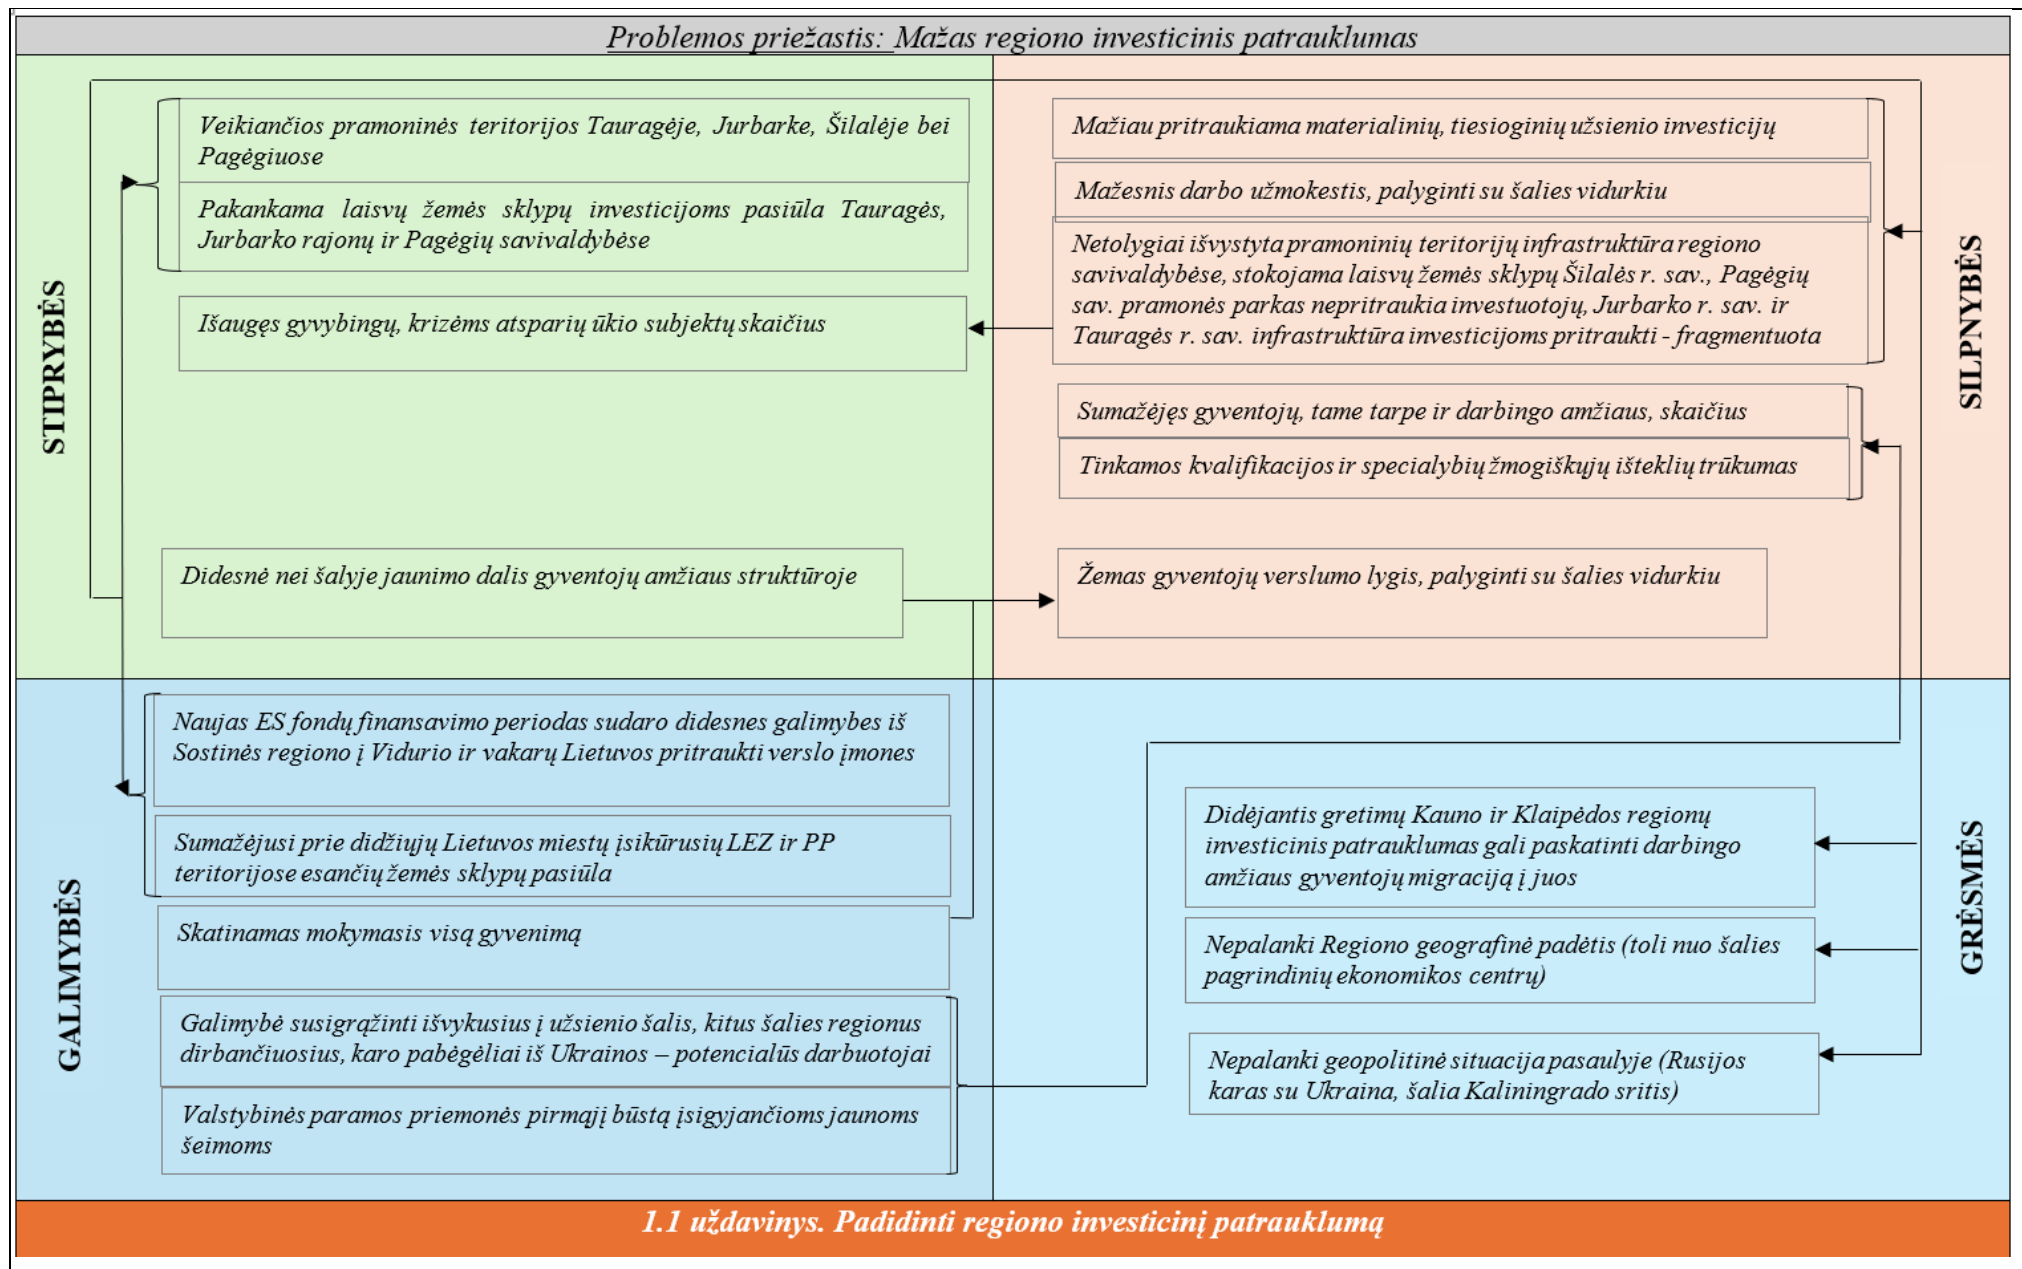 Problemos priežastis: Mažas regiono investicinis patrauklumas
STIPRYBĖS
Veikiančios pramoninės teritorijos Tauragėje, Jurbarke, Šilalėje bei
Pagėgiuose
Pakankama laisvų žemės sklypų investicijoms pasiūla Tauragės,
Jurbarko rajonų ir Pagėgių savivaldybėse
Išaugęs gyvybingų, krizėms atsparių ūkio subjektų skaičius
Didesnė nei šalyje jaunimo dalis gyventojų amžiaus struktūroje
SILPNYBĖS
Mažiau pritraukiama materialinių, tiesioginių užsienio investicijų
Mažesnis darbo užmokestis, palyginti su šalies vidurkiu
Netolygiai išvystyta pramoninių teritorijų infrastruktūra regiono
savivaldybėse, stokojama laisvų žemės sklypų Šilalės r. sav., Pagėgių
sav. pramonės parkas nepritraukia investuotojų, Jurbarko r. sav. ir
Tauragės r. sav. infrastruktūra investicijoms pritraukti - fragmentuota
Sumažėjęs gyventojų, tame tarpe ir darbingo amžiaus, skaičius
Tinkamos kvalifikacijos ir specialybių žmogiškųjų išteklių trūkumas
Žemas gyventojų verslumo lygis, palyginti su šalies vidurkiu
GALIMYBĖS
Naujas ES fondų finansavimo periodas sudaro didesnes galimybes iš
Sostinės regiono į Vidurio ir vakarų Lietuvos pritraukti verslo įmones
Sumažėjusi prie didžiųjų Lietuvos miestų įsikūrusių LEZ ir PP
teritorijose esančių žemės sklypų pasiūla
Skatinamas mokymasis visą gyvenimą
Galimybė susigrąžinti išvykusius į užsienio šalis, kitus šalies regionus
dirbančiuosius, karo pabėgėliai iš Ukrainos – potencialūs darbuotojai
Valstybinės paramos priemonės pirmąjį būstą įsigyjančioms jaunoms
šeimoms
GRĖSMĖS
Didėjantis gretimų Kauno ir Klaipėdos regionų
investicinis patrauklumas gali paskatinti darbingo
amžiaus gyventojų migraciją į juos
Nepalanki Regiono geografinė padėtis (toli nuo šalies
pagrindinių ekonomikos centrų)
Nepalanki geopolitinė situacija pasaulyje (Rusijos
karas su Ukraina, šalia Kaliningrado sritis)
1.1 uždavinys. Padidinti regiono investicinį patrauklumą